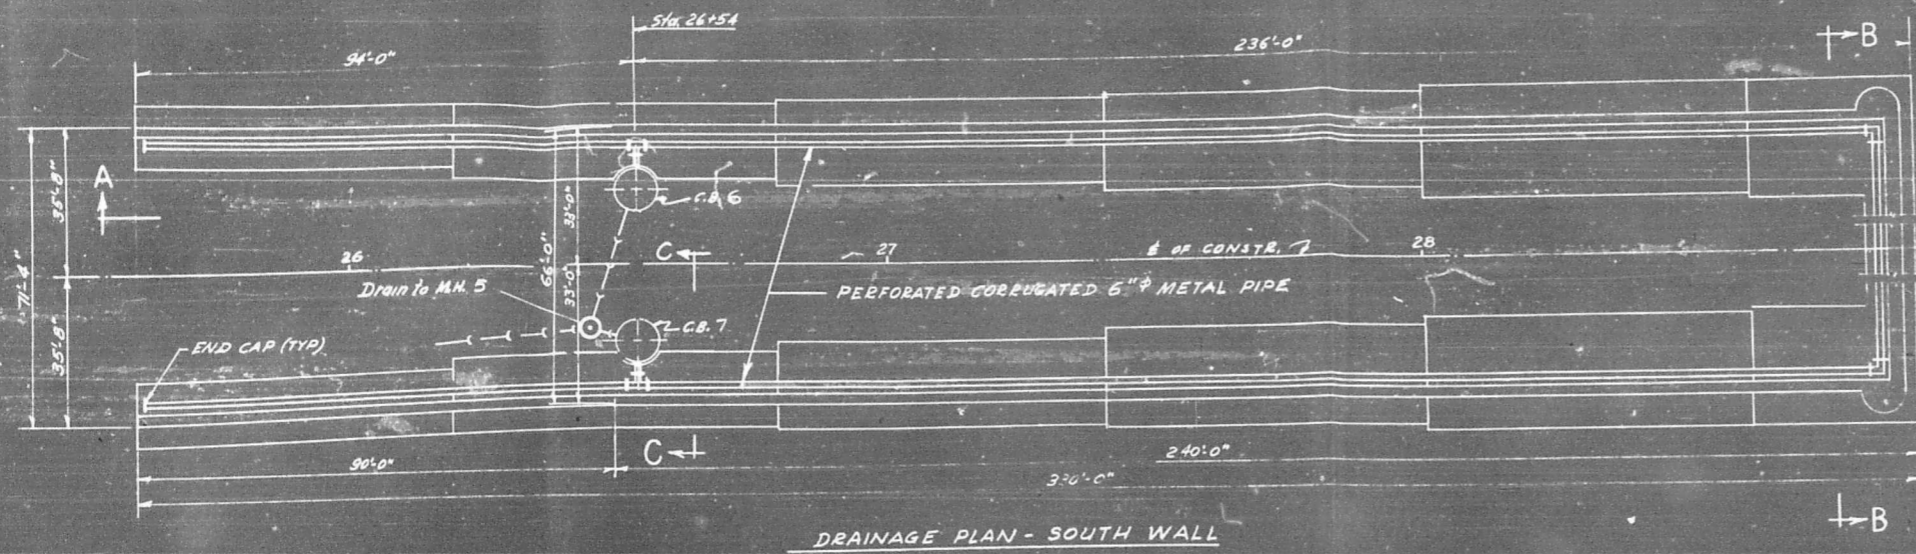 Sta. 26+54
94'-0"
236'-0"
B
A
35'-8"
71'-4"
35'-8"
33'-0"
66'-0"
33'-0"
C.B. 6
C
26
27
℄ OF CONSTR.
28
Drain to M.H. 5
PERFORATED CORRUGATED 6"ϕ METAL PIPE
C.B. 7
END CAP (TYP)
C
90'-0"
240'-0"
330'-0"
B
DRAINAGE PLAN - SOUTH WALL